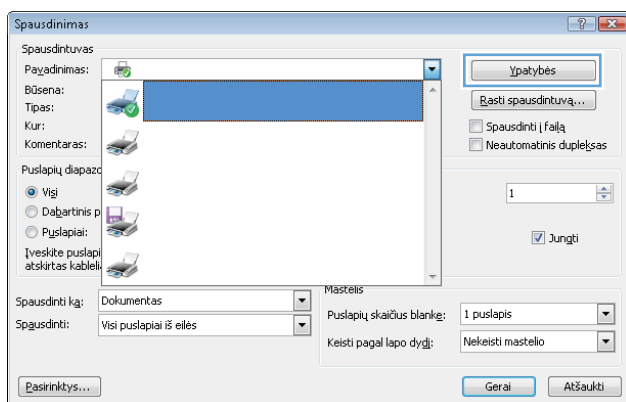 Spausdinimas
Spausdintuvas
Pavadinimas:
Ypatybės
Būsena:
Tipas:
Rasti spausdintuvą...
Kur:
Spausdinti į failą
Komentaras:
Neautomatinis dupleksas
Puslapių diapazo
Visi
1
Dabartinis p
Puslapiai:
Jungti
Įveskite puslapi
atskirtas kableli
Mastelis
Spausdinti ką: Dokumentas
Puslapių skaičius blanke: 1 puslapis
Spausdinti: Visi puslapiai iš eilės
Keisti pagal lapo dydį: Nekeisti mastelio
Pasirinktys...
Gerai
Atšaukti